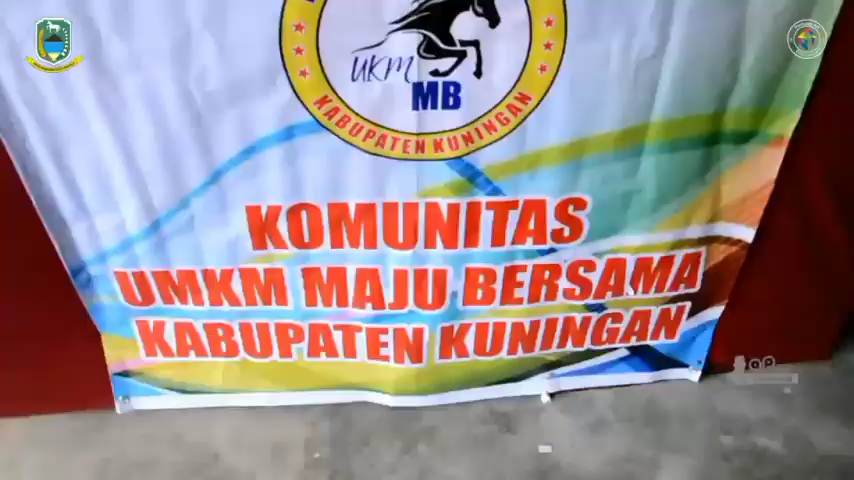 UKM
MB
KABUPATEN KUNINGAN
KOMUNITAS
UMKM MAJU BERSAMA
KABUPATEN KUNINGAN